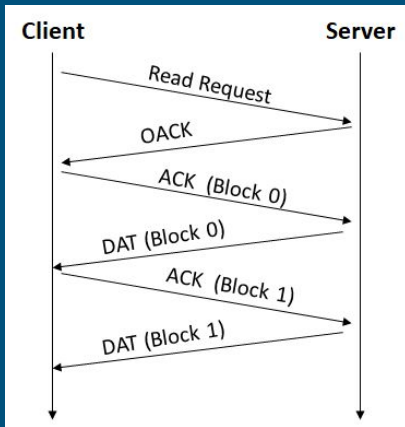 Client
Server
Read Request
OACK
ACK (Block 0)
DAT (Block 0)
ACK (Block 1)
DAT (Block 1)